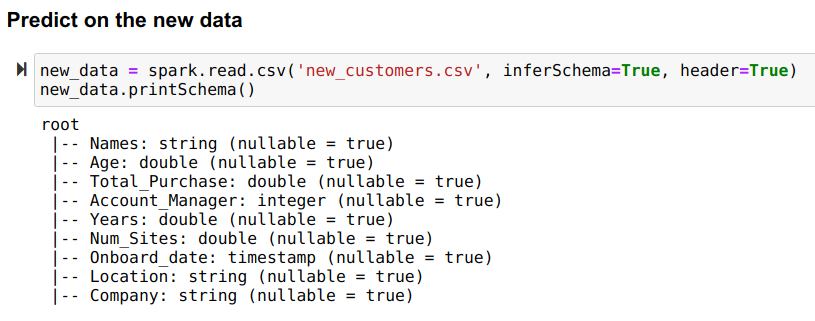 Predict on the new data
new_data = spark.read.csv('new_customers.csv', inferSchema=True, header=True)
new_data.printSchema()
root
 |-- Names: string (nullable = true)
 |-- Age: double (nullable = true)
 |-- Total_Purchase: double (nullable = true)
 |-- Account_Manager: integer (nullable = true)
 |-- Years: double (nullable = true)
 |-- Num_Sites: double (nullable = true)
 |-- Onboard_date: timestamp (nullable = true)
 |-- Location: string (nullable = true)
 |-- Company: string (nullable = true)